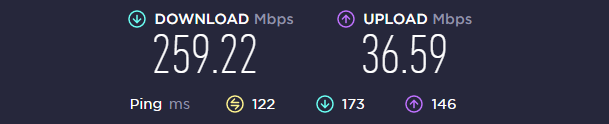 DOWNLOAD Mbps UPLOAD Mbps
259.22 36.59
Ping ms 122 173 146